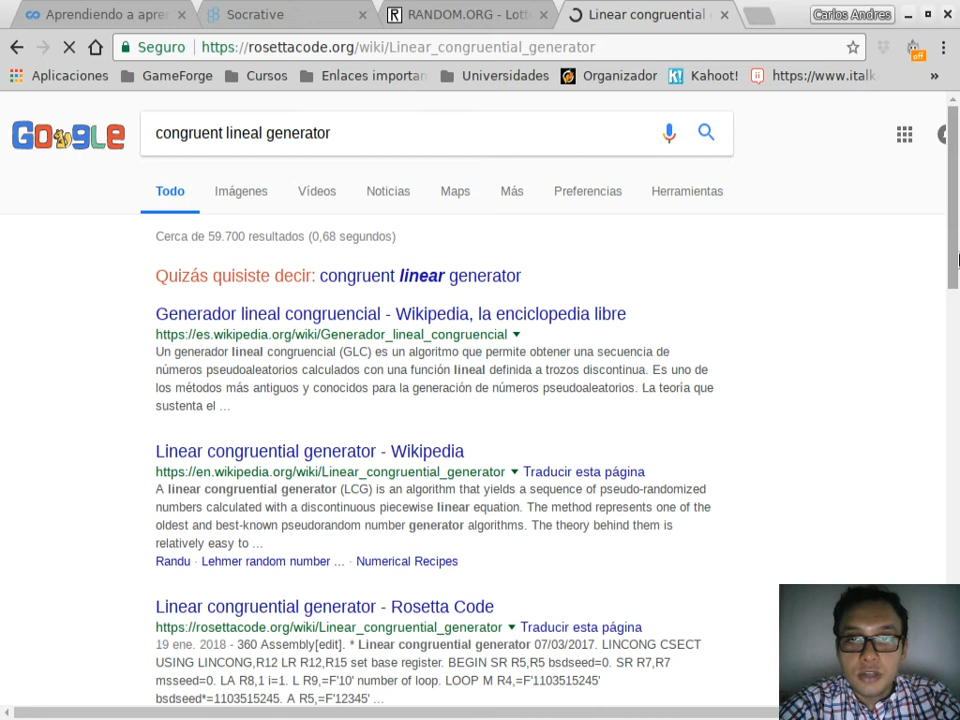 Aprendiendo a apre
Socrative
RANDOM.ORG - Lott
Linear congruential
Carlos Andres
Seguro
https://rosettacode.org/wiki/Linear_congruential_generator
Aplicaciones
GameForge
Cursos
Enlaces importan
Universidades
Organizador
Kahoot!
https://www.italk
off
Google
congruent lineal generator
Todo
Imágenes
Vídeos
Noticias
Maps
Más
Preferencias
Herramientas
Cerca de 59.700 resultados (0,68 segundos)
Quizás quisiste decir: congruent linear generator
Generador lineal congruencial - Wikipedia, la enciclopedia libre
https://es.wikipedia.org/wiki/Generador_lineal_congruencial
Un generador lineal congruencial (GLC) es un algoritmo que permite obtener una secuencia de
números pseudoaleatorios calculados con una función lineal definida a trozos discontinua. Es uno de
los métodos más antiguos y conocidos para la generación de números pseudoaleatorios. La teoría que
sustenta el ...
Linear congruential generator - Wikipedia
https://en.wikipedia.org/wiki/Linear_congruential_generator Traducir esta página
A linear congruential generator (LCG) is an algorithm that yields a sequence of pseudo-randomized
numbers calculated with a discontinuous piecewise linear equation. The method represents one of the
oldest and best-known pseudorandom number generator algorithms. The theory behind them is
relatively easy to ...
Randu · Lehmer random number ... · Numerical Recipes
Linear congruential generator - Rosetta Code
https://rosettacode.org/wiki/Linear_congruential_generator Traducir esta página
19 ene. 2018 - 360 Assembly[edit]. * Linear congruential generator 07/03/2017. LINCONG CSECT
USING LINCONG,R12 LR R12,R15 set base register. BEGIN SR R5,R5 bsdseed=0. SR R7,R7
msseed=0. LA R8,1 i=1. L R9,=F'10' number of loop. LOOP M R4,=F'1103515245'
bsdseed*=1103515245. A R5,=F'12345' ...